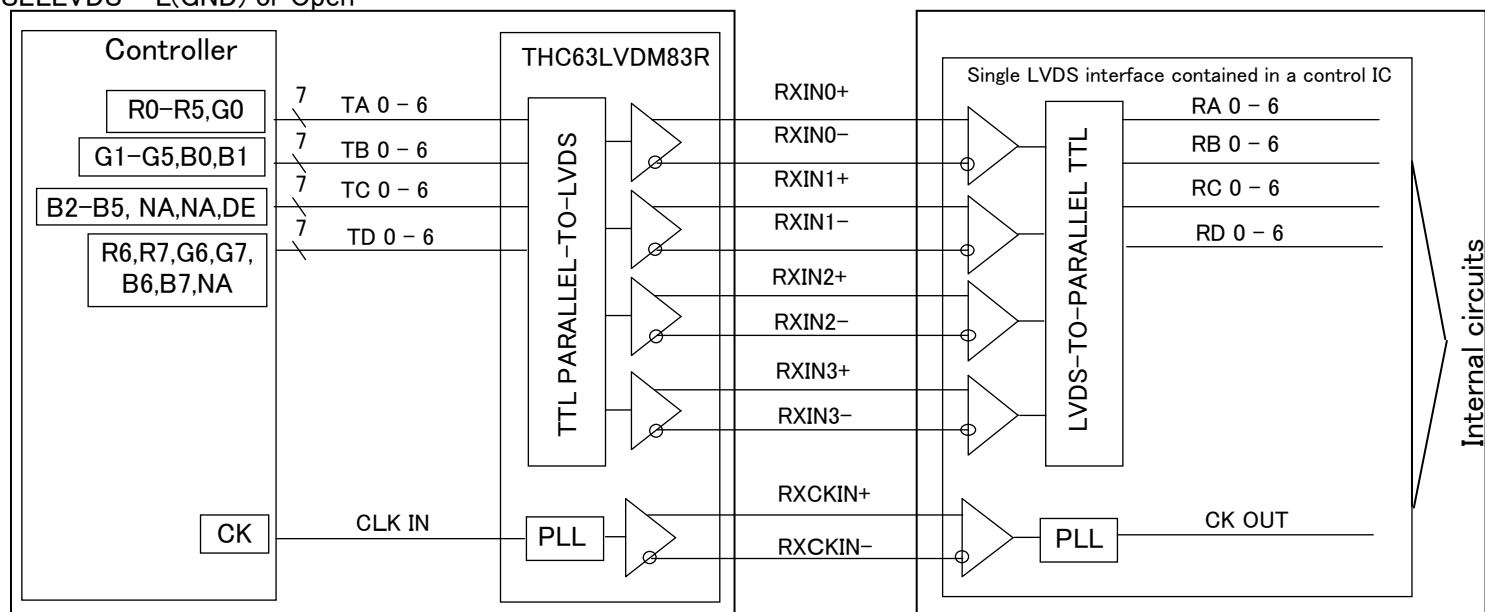 SELLVDS = L(GND) or Open
Controller
R0-R5,G0
G1-G5,B0,B1
B2-B5, NA,NA,DE
R6,R7,G6,G7,
B6,B7,NA
CK
7
TA 0 - 6
7
TB 0 - 6
7
TC 0 - 6
7
TD 0 - 6
CLK IN
THC63LVDM83R
TTL PARALLEL-TO-LVDS
PLL
RXIN0+
RXIN0-
RXIN1+
RXIN1-
RXIN2+
RXIN2-
RXIN3+
RXIN3-
RXCKIN+
RXCKIN-
Single LVDS interface contained in a control IC
LVDS-TO-PARALLEL TTL
PLL
RA 0 - 6
RB 0 - 6
RC 0 - 6
RD 0 - 6
CK OUT
Internal circuits